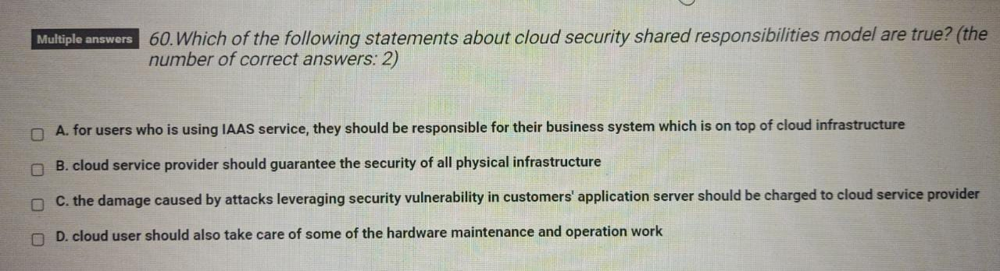 Multiple answers 60.Which of the following statements about cloud security shared responsibilities model are true? (the
number of correct answers: 2)
A. for users who is using IAAS service, they should be responsible for their business system which is on top of cloud infrastructure
B. cloud service provider should guarantee the security of all physical infrastructure
C. the damage caused by attacks leveraging security vulnerability in customers' application server should be charged to cloud service provider
D. cloud user should also take care of some of the hardware maintenance and operation work